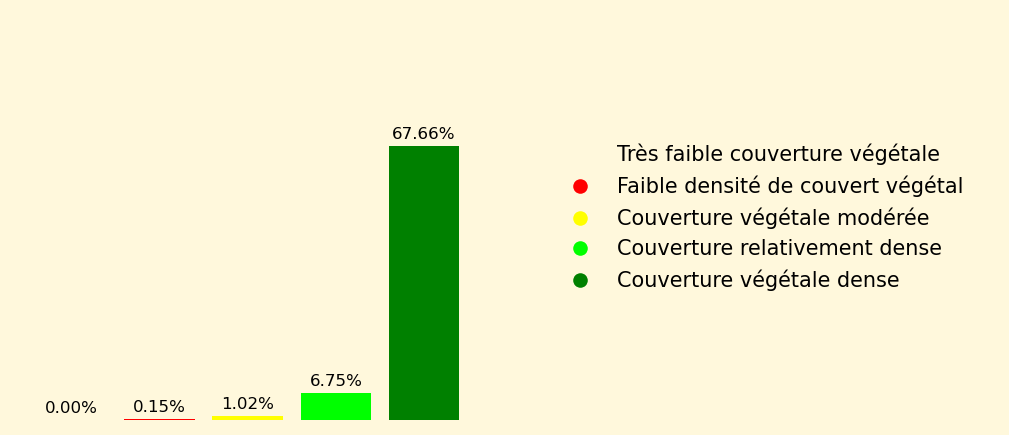 67.66%
6.75%
1.02%
0.15%
0.00%
Très faible couverture végétale
Faible densité de couvert végétal
Couverture végétale modérée
Couverture relativement dense
Couverture végétale dense